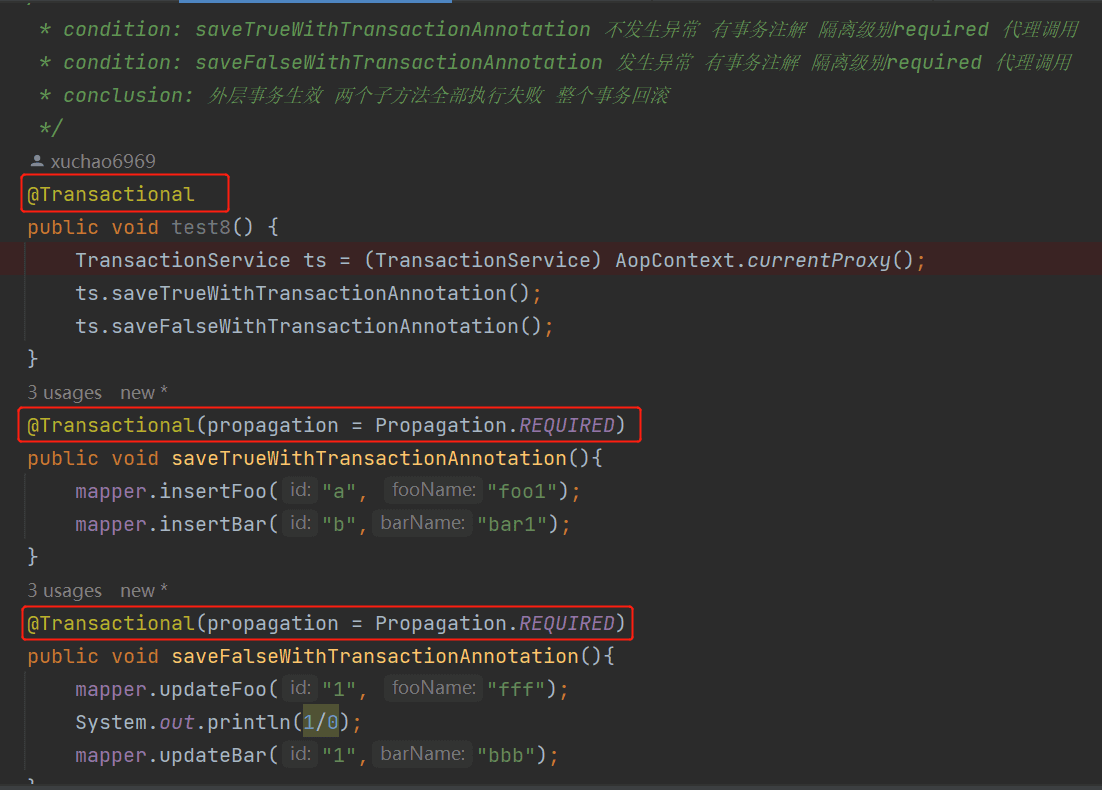 * condition: saveTrueWithTransactionAnnotation 不发生异常 有事务注解 隔离级别required 代理调用
* condition: saveFalseWithTransactionAnnotation 发生异常 有事务注解 隔离级别required 代理调用
* conclusion: 外层事务生效 两个子方法全部执行失败 整个事务回滚
*/
xuchao6969
@Transactional
public void test8() {
TransactionService ts = (TransactionService) AopContext.currentProxy();
ts.saveTrueWithTransactionAnnotation();
ts.saveFalseWithTransactionAnnotation();
}
3 usages new *
@Transactional(propagation = Propagation.REQUIRED)
public void saveTrueWithTransactionAnnotation(){
mapper.insertFoo( id: "a", fooName: "foo1");
mapper.insertBar( id: "b", barName: "bar1");
}
3 usages new *
@Transactional(propagation = Propagation.REQUIRED)
public void saveFalseWithTransactionAnnotation(){
mapper.updateFoo( id: "1", fooName: "fff");
System.out.println(1/0);
mapper.updateBar( id: "1", barName: "bbb");